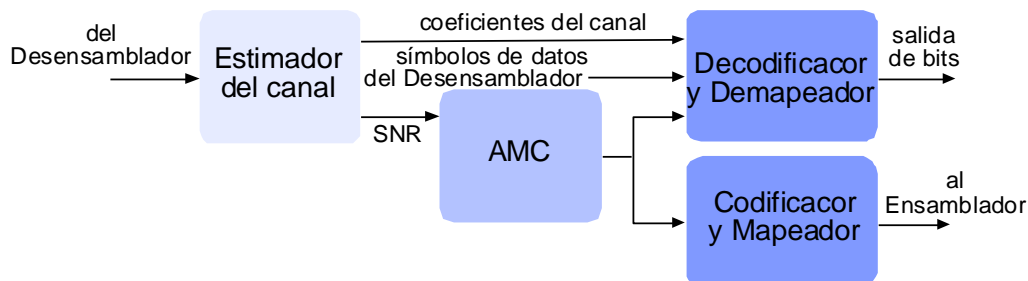 del
Desensamblador
Estimador
del canal
coeficientes del canal
símbolos de datos
del Desensamblador
SNR
AMC
Decodificacor
y Demapeador
salida
de bits
Codificacor
y Mapeador
al
Ensamblador